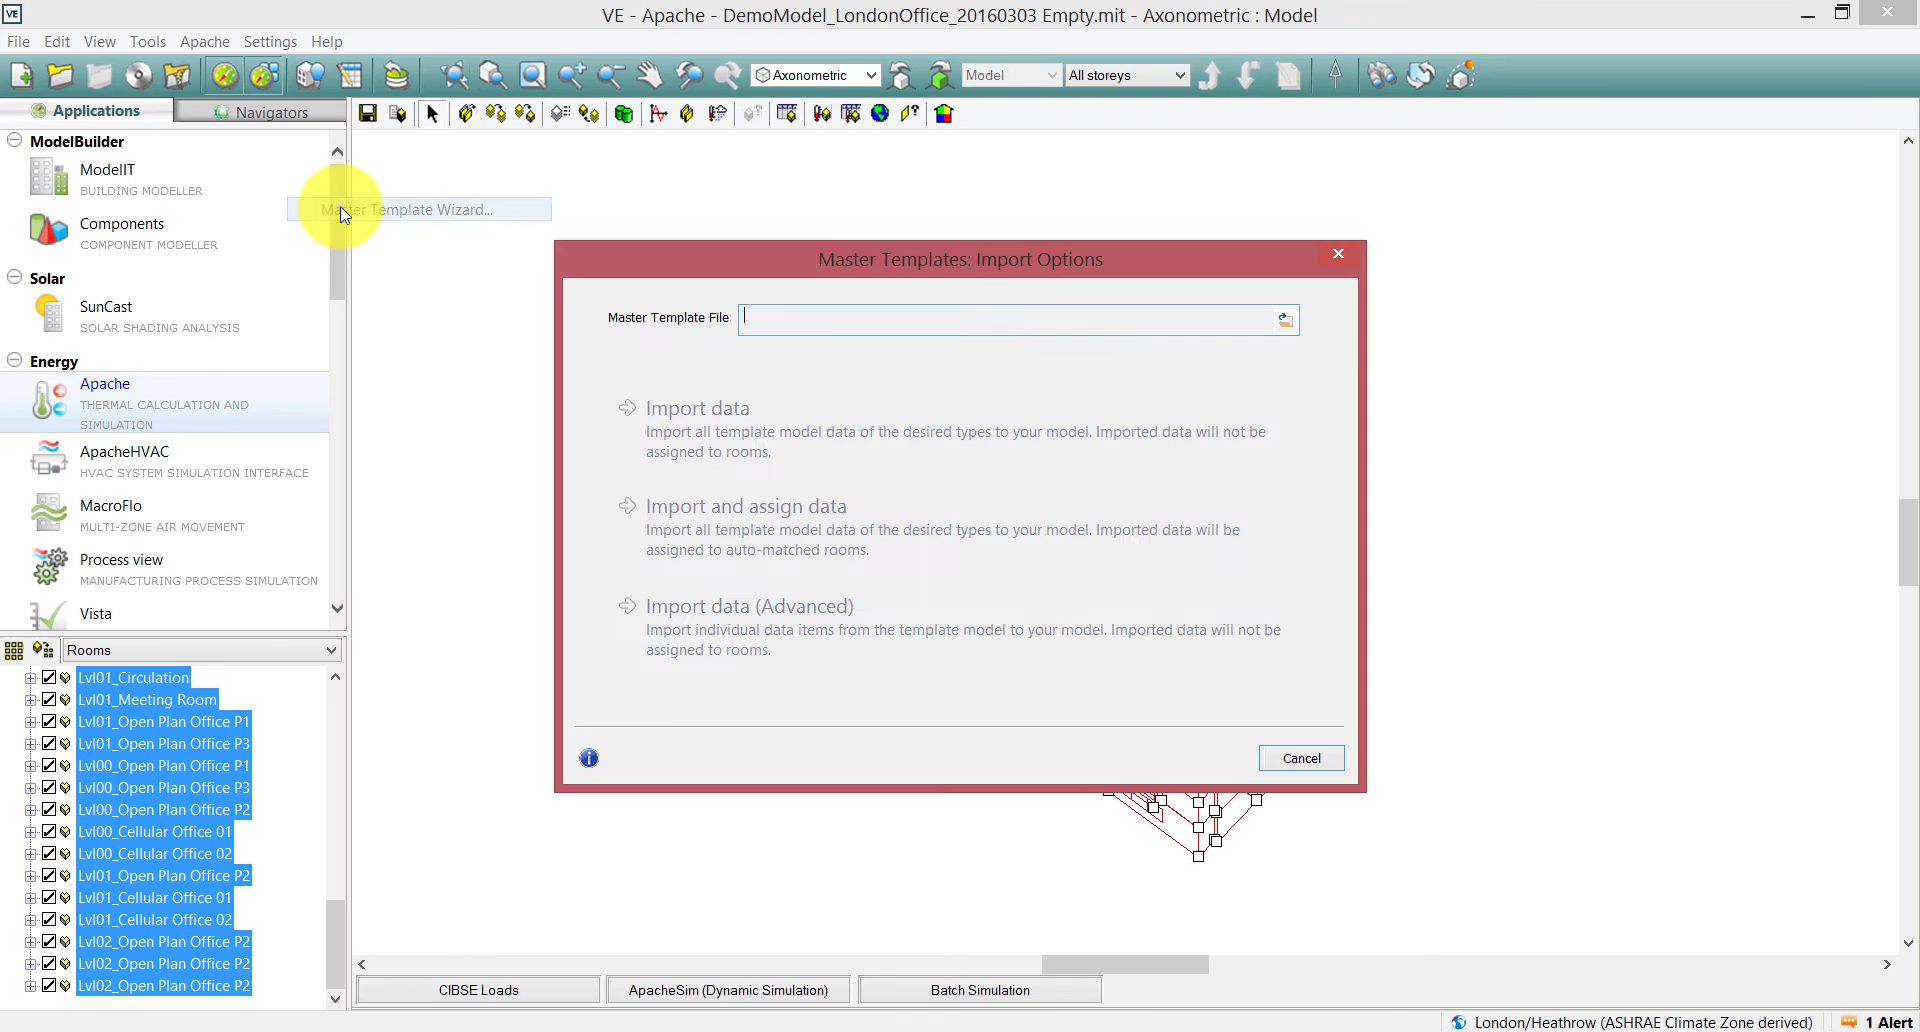 VE
VE - Apache - DemoModel_LondonOffice_20160303 Empty.mit - Axonometric : Model
File Edit View Tools Apache Settings Help
Axonometric Model All storeys
Applications Navigators
ModelBuilder
ModelIT
BUILDING MODELLER
Components
COMPONENT MODELLER
Solar
SunCast
SOLAR SHADING ANALYSIS
Energy
Apache
THERMAL CALCULATION AND
SIMULATION
ApacheHVAC
HVAC SYSTEM SIMULATION INTERFACE
MacroFlo
MULTI-ZONE AIR MOVEMENT
Process view
MANUFACTURING PROCESS SIMULATION
Vista
Rooms
Lvl01_Circulation
Lvl01_Meeting Room
Lvl01_Open Plan Office P1
Lvl01_Open Plan Office P3
Lvl00_Open Plan Office P1
Lvl00_Open Plan Office P3
Lvl00_Open Plan Office P2
Lvl00_Cellular Office 01
Lvl00_Cellular Office 02
Lvl01_Open Plan Office P2
Lvl01_Cellular Office 01
Lvl01_Cellular Office 02
Lvl02_Open Plan Office P2
Lvl02_Open Plan Office P2
Lvl02_Open Plan Office P2
Master Template Wizard...
Master Templates: Import Options
Master Template File
Import data
Import all template model data of the desired types to your model. Imported data will not be
assigned to rooms.
Import and assign data
Import all template model data of the desired types to your model. Imported data will be
assigned to auto-matched rooms.
Import data (Advanced)
Import individual data items from the template model to your model. Imported data will not be
assigned to rooms.
Cancel
CIBSE Loads ApacheSim (Dynamic Simulation) Batch Simulation
London/Heathrow (ASHRAE Climate Zone derived) 1 Alert